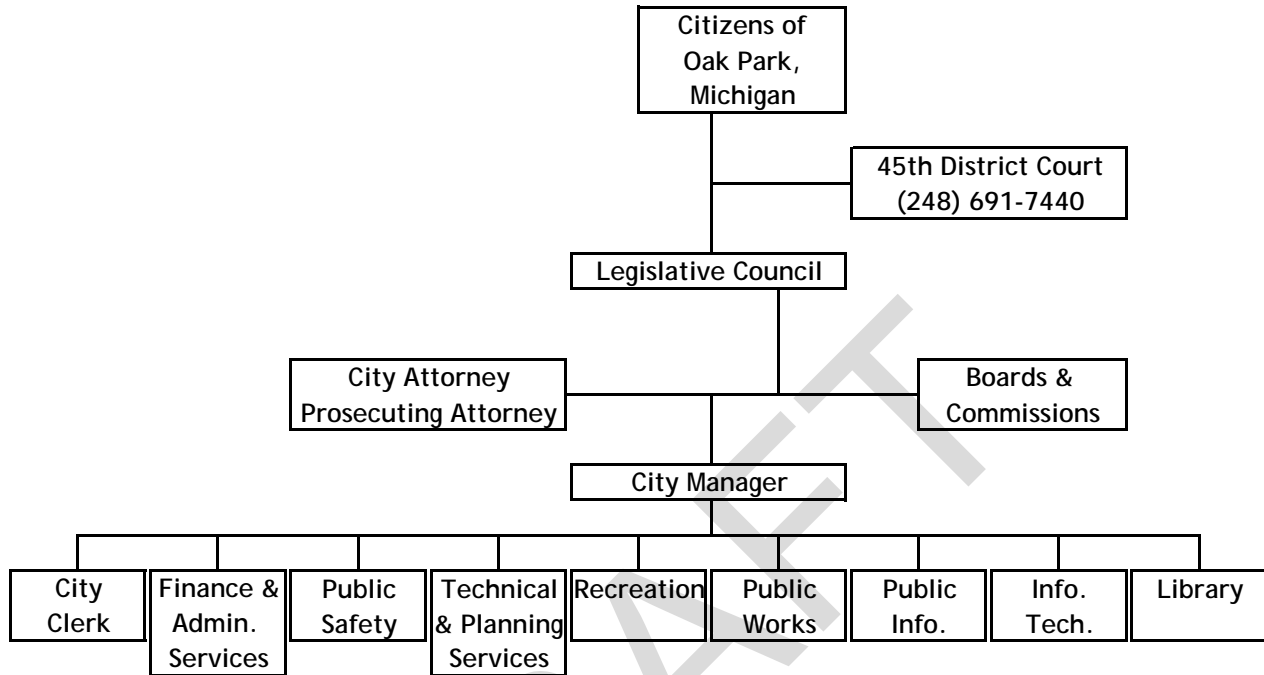 Citizens of
Oak Park,
Michigan
45th District Court
(248) 691-7440
Legislative Council
City Attorney
Prosecuting Attorney
Boards &
Commissions
City Manager
City
Clerk
Finance &
Admin.
Services
Public
Safety
Technical
& Planning
Services
Recreation
Public
Works
Public
Info.
Info.
Tech.
Library
AFT